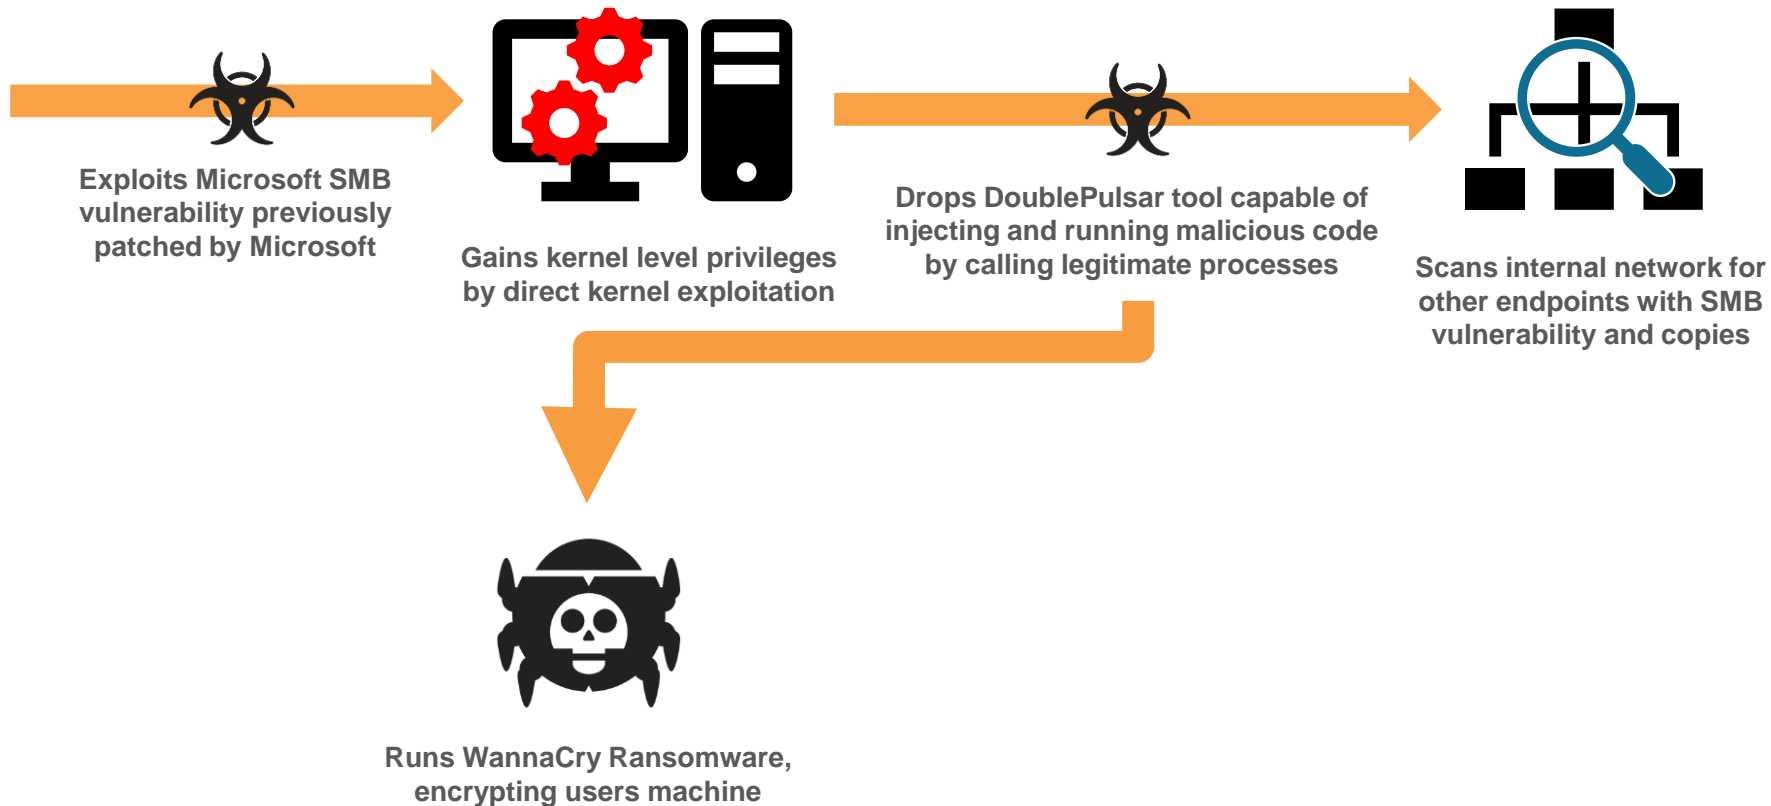 Exploits Microsoft SMB
vulnerability previously
patched by Microsoft
Gains kernel level privileges
by direct kernel exploitation
Drops DoublePulsar tool capable of
injecting and running malicious code
by calling legitimate processes
Scans internal network for
other endpoints with SMB
vulnerability and copies
Runs WannaCry Ransomware,
encrypting users machine